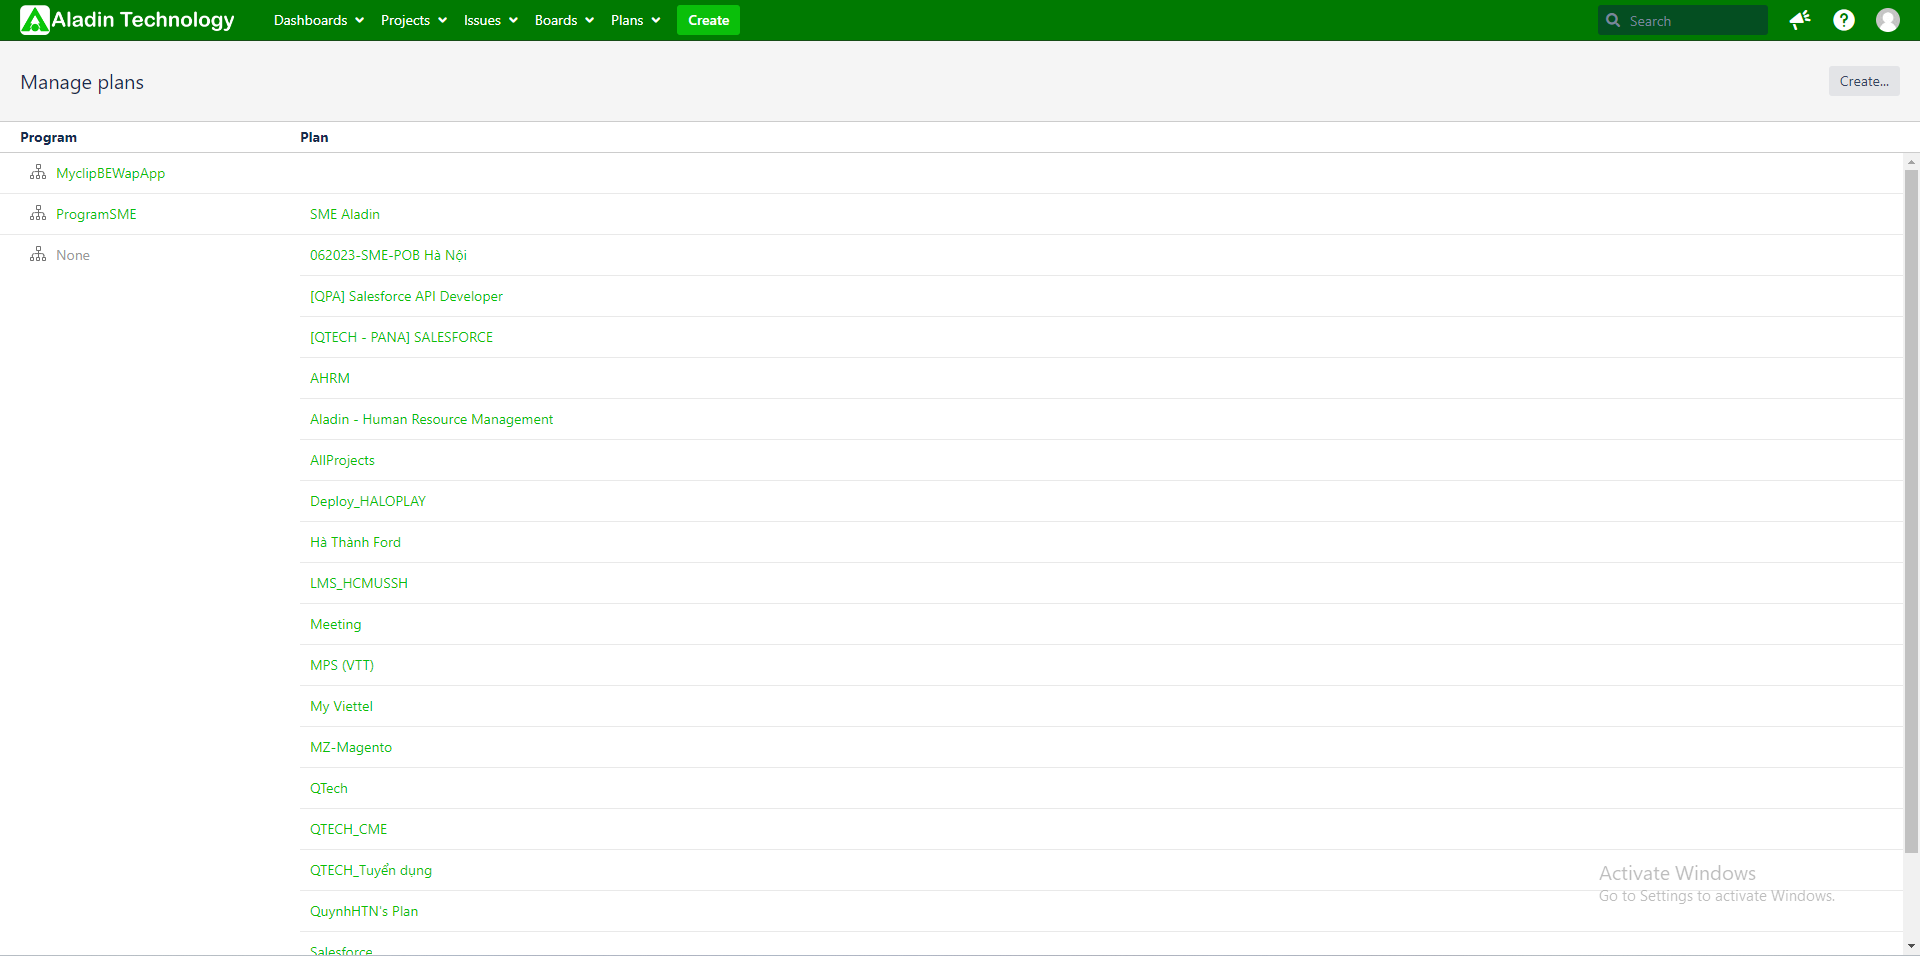 Aladin Technology Dashboards Projects Issues Boards Plans Create Search
Manage plans Create...
Program Plan
MyclipBEWapApp
ProgramSME SME Aladin
None 062023-SME-POB Hà Nội
[QPA] Salesforce API Developer
[QTECH - PANA] SALESFORCE
AHRM
Aladin - Human Resource Management
AllProjects
Deploy_HALOPLAY
Hà Thành Ford
LMS_HCMUSSH
Meeting
MPS (VTT)
My Viettel
MZ-Magento
QTech
QTECH_CME
QTECH_Tuyển dụng
Activate Windows
Go to Settings to activate Windows.
QuynhHTN's Plan
Salesforce